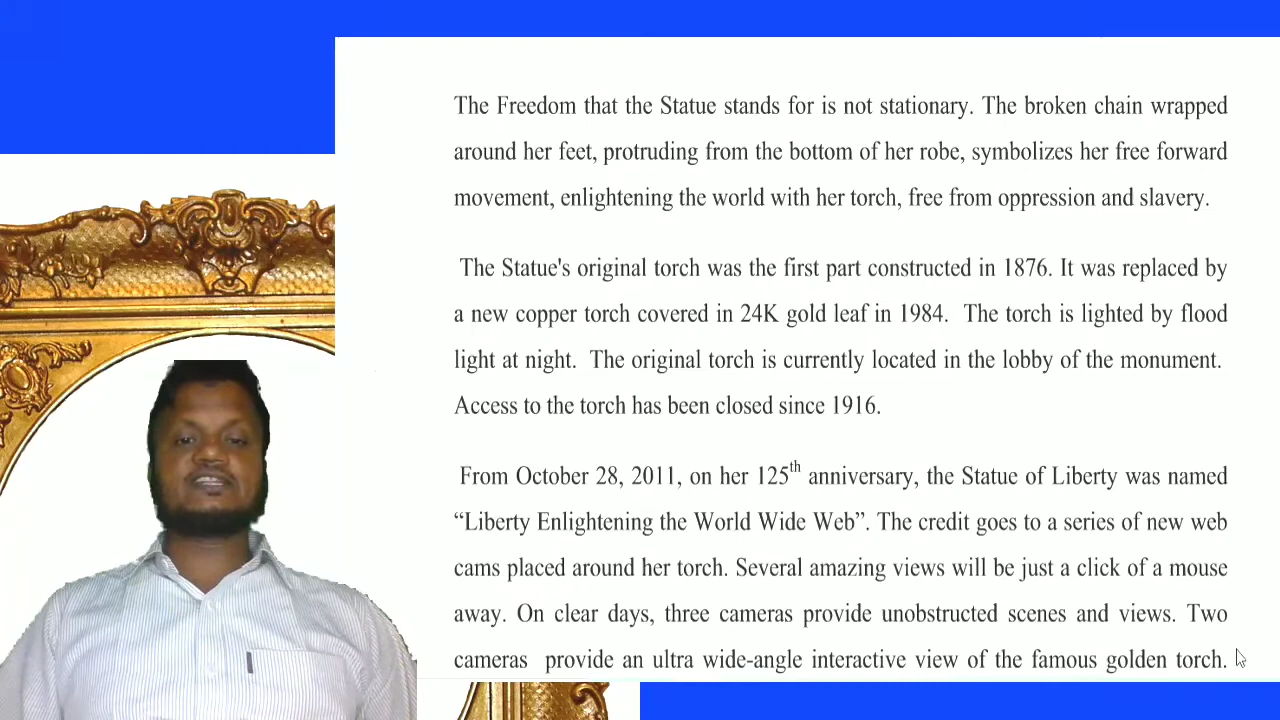 The Freedom that the Statue stands for is not stationary. The broken chain wrapped
around her feet, protruding from the bottom of her robe, symbolizes her free forward
movement, enlightening the world with her torch, free from oppression and slavery.
The Statue's original torch was the first part constructed in 1876. It was replaced by
a new copper torch covered in 24K gold leaf in 1984. The torch is lighted by flood
light at night. The original torch is currently located in the lobby of the monument.
Access to the torch has been closed since 1916.
From October 28, 2011, on her 125th anniversary, the Statue of Liberty was named
“Liberty Enlightening the World Wide Web”. The credit goes to a series of new web
cams placed around her torch. Several amazing views will be just a click of a mouse
away. On clear days, three cameras provide unobstructed scenes and views. Two
cameras provide an ultra wide-angle interactive view of the famous golden torch.